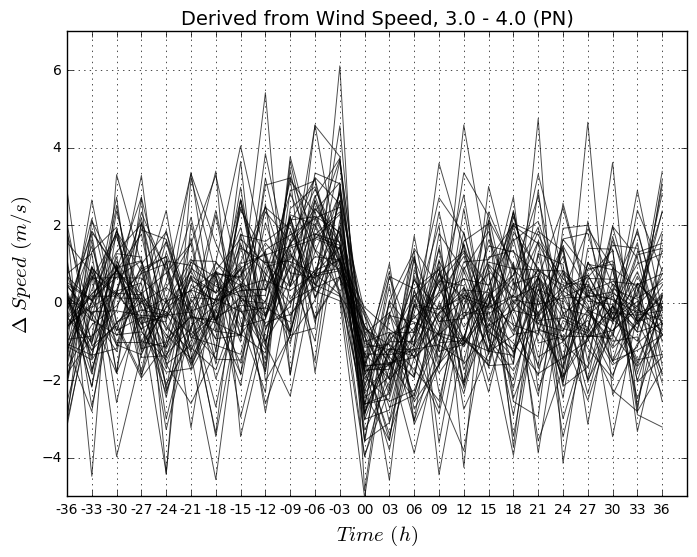 Derived from Wind Speed, 3.0 - 4.0 (PN)
6
4
2
0
−2
−4
Δ Speed (m/s)
-36 -33 -30 -27 -24 -21 -18 -15 -12 -09 -06 -03 00 03 06 09 12 15 18 21 24 27 30 33 36
Time (h)